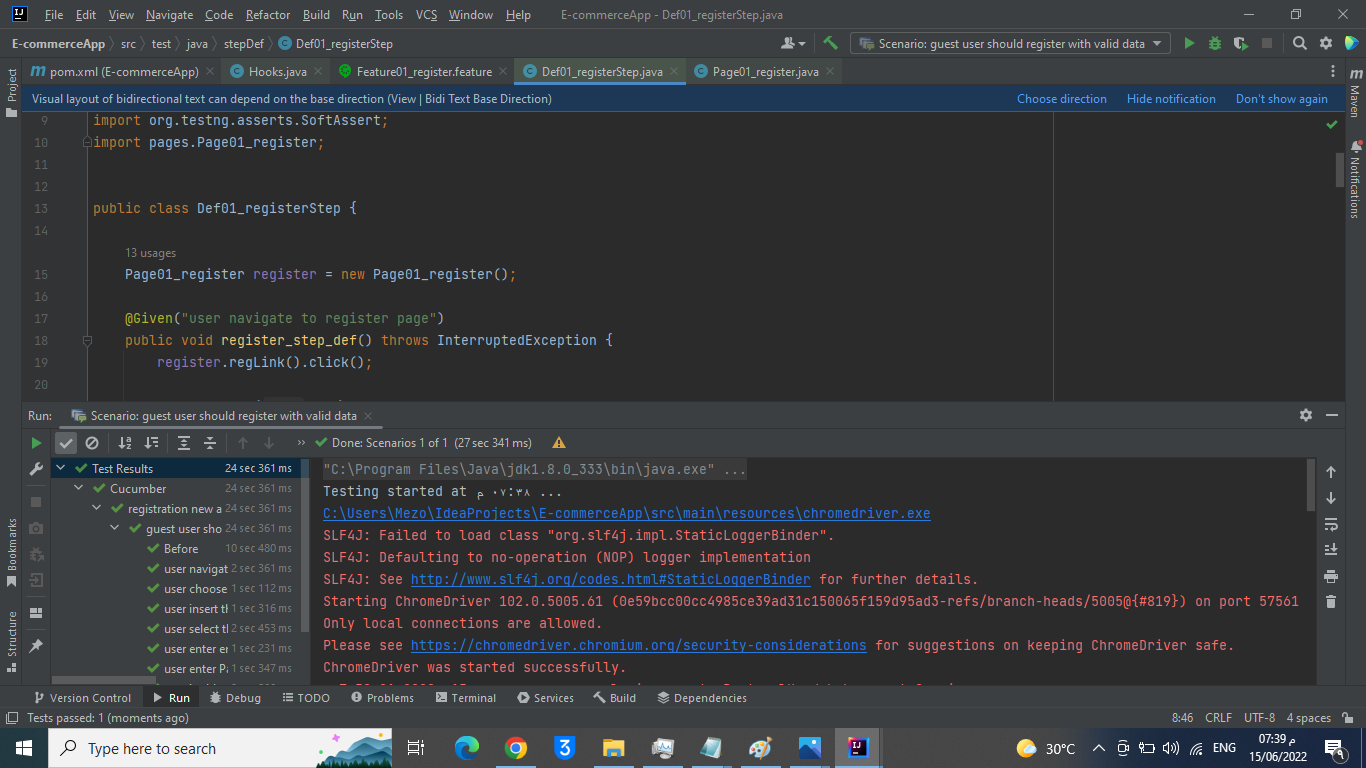 File Edit View Navigate Code Refactor Build Run Tools VCS Window Help E-commerceApp - Def01_registerStep.java
E-commerceApp src test java stepDef Def01_registerStep Scenario: guest user should register with valid data
pom.xml (E-commerceApp) Hooks.java Feature01_register.feature Def01_registerStep.java Page01_register.java
Visual layout of bidirectional text can depend on the base direction (View | Bidi Text Base Direction) Choose direction Hide notification Don't show again
Project
Bookmarks
Structure
Maven
Notifications
9 import org.testng.asserts.SoftAssert;
10 import pages.Page01_register;
11
12
13 public class Def01_registerStep {
14
13 usages
15 Page01_register register = new Page01_register();
16
17 @Given("user navigate to register page")
18 public void register_step_def() throws InterruptedException {
19 register.regLink().click();
20
Run: Scenario: guest user should register with valid data
Done: Scenarios 1 of 1 (27 sec 341 ms)
Test Results 24 sec 361 ms
Cucumber 24 sec 361 ms
registration new a 24 sec 361 ms
guest user sho 24 sec 361 ms
Before 10 sec 480 ms
user navigat 2 sec 361 ms
user choose 1 sec 112 ms
user insert th 1 sec 316 ms
user select th 2 sec 453 ms
user enter er 1 sec 231 ms
user enter Pa 1 sec 347 ms
"C:\Program Files\Java\jdk1.8.0_333\bin\java.exe" ...
Testing started at م ٠٧:٣٨ ...
C:\Users\Mezo\IdeaProjects\E-commerceApp\src\main\resources\chromedriver.exe
SLF4J: Failed to load class "org.slf4j.impl.StaticLoggerBinder".
SLF4J: Defaulting to no-operation (NOP) logger implementation
SLF4J: See http://www.slf4j.org/codes.html#StaticLoggerBinder for further details.
Starting ChromeDriver 102.0.5005.61 (0e59bcc00cc4985ce39ad31c150065f159d95ad3-refs/branch-heads/5005@{#819}) on port 57561
Only local connections are allowed.
Please see https://chromedriver.chromium.org/security-considerations for suggestions on keeping ChromeDriver safe.
ChromeDriver was started successfully.
Version Control Run Debug TODO Problems Terminal Services Build Dependencies
Tests passed: 1 (moments ago) 8:46 CRLF UTF-8 4 spaces
Type here to search 30°C ENG 07:39 م
15/06/2022